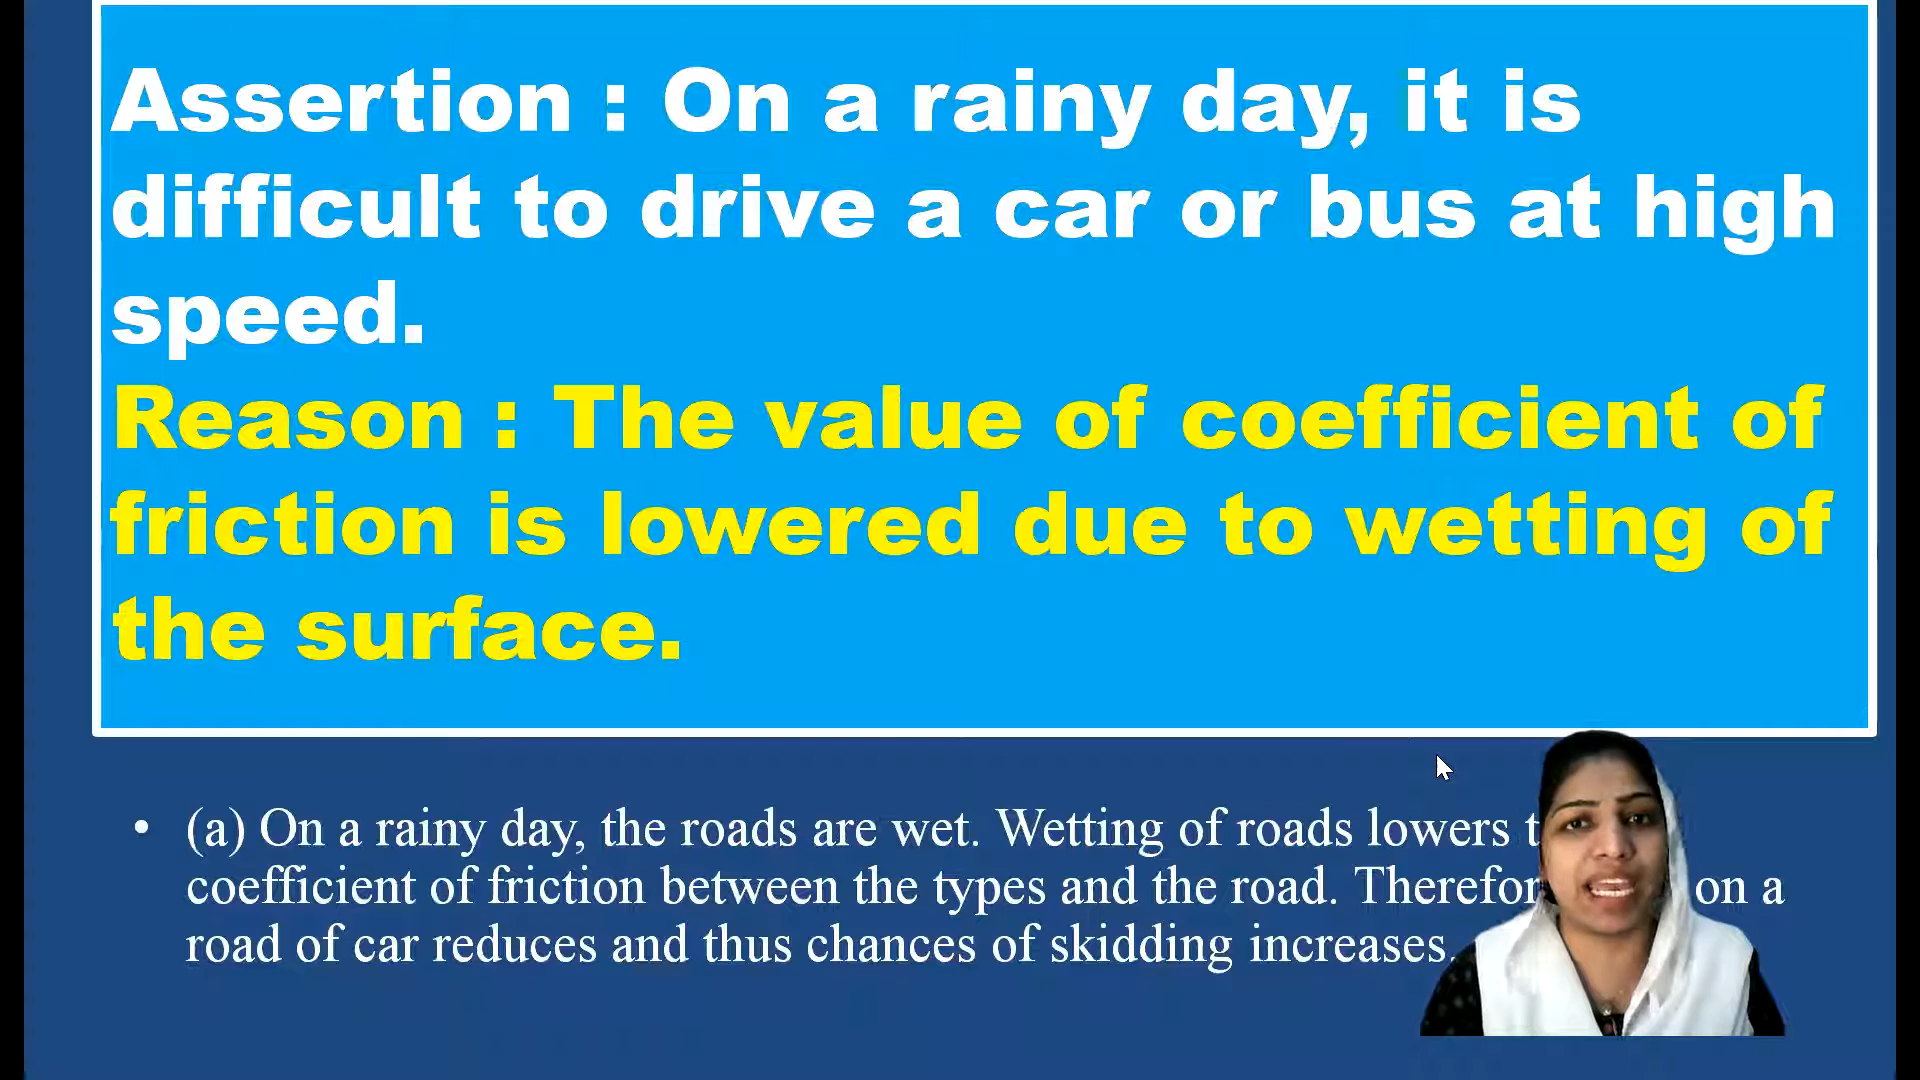 Assertion : On a rainy day, it is
difficult to drive a car or bus at high
speed.
Reason : The value of coefficient of
friction is lowered due to wetting of
the surface.
• (a) On a rainy day, the roads are wet. Wetting of roads lowers
coefficient of friction between the types and the road. on a
road of car reduces and thus chances of skidding increases.